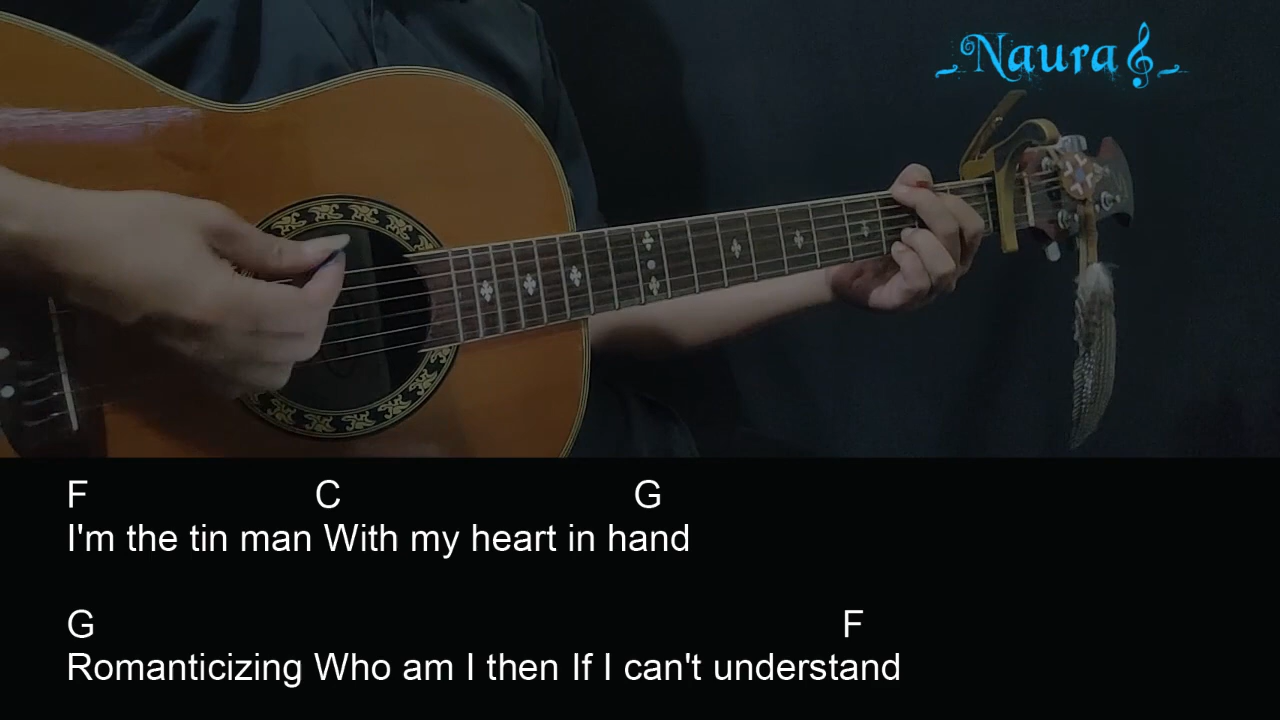 Naura
F C G
I'm the tin man With my heart in hand
G F
Romanticizing Who am I then If I can't understand